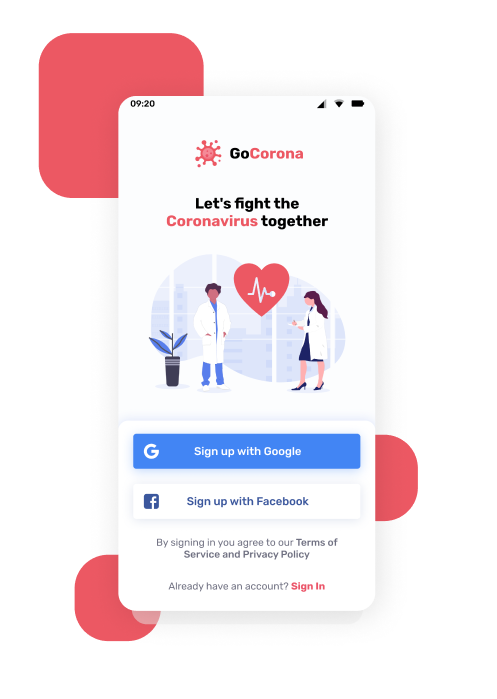 09:20
GoCorona
Let's fight the
Coronavirus together
Sign up with Google
Sign up with Facebook
By signing in you agree to our Terms of
Service and Privacy Policy
Already have an account? Sign In